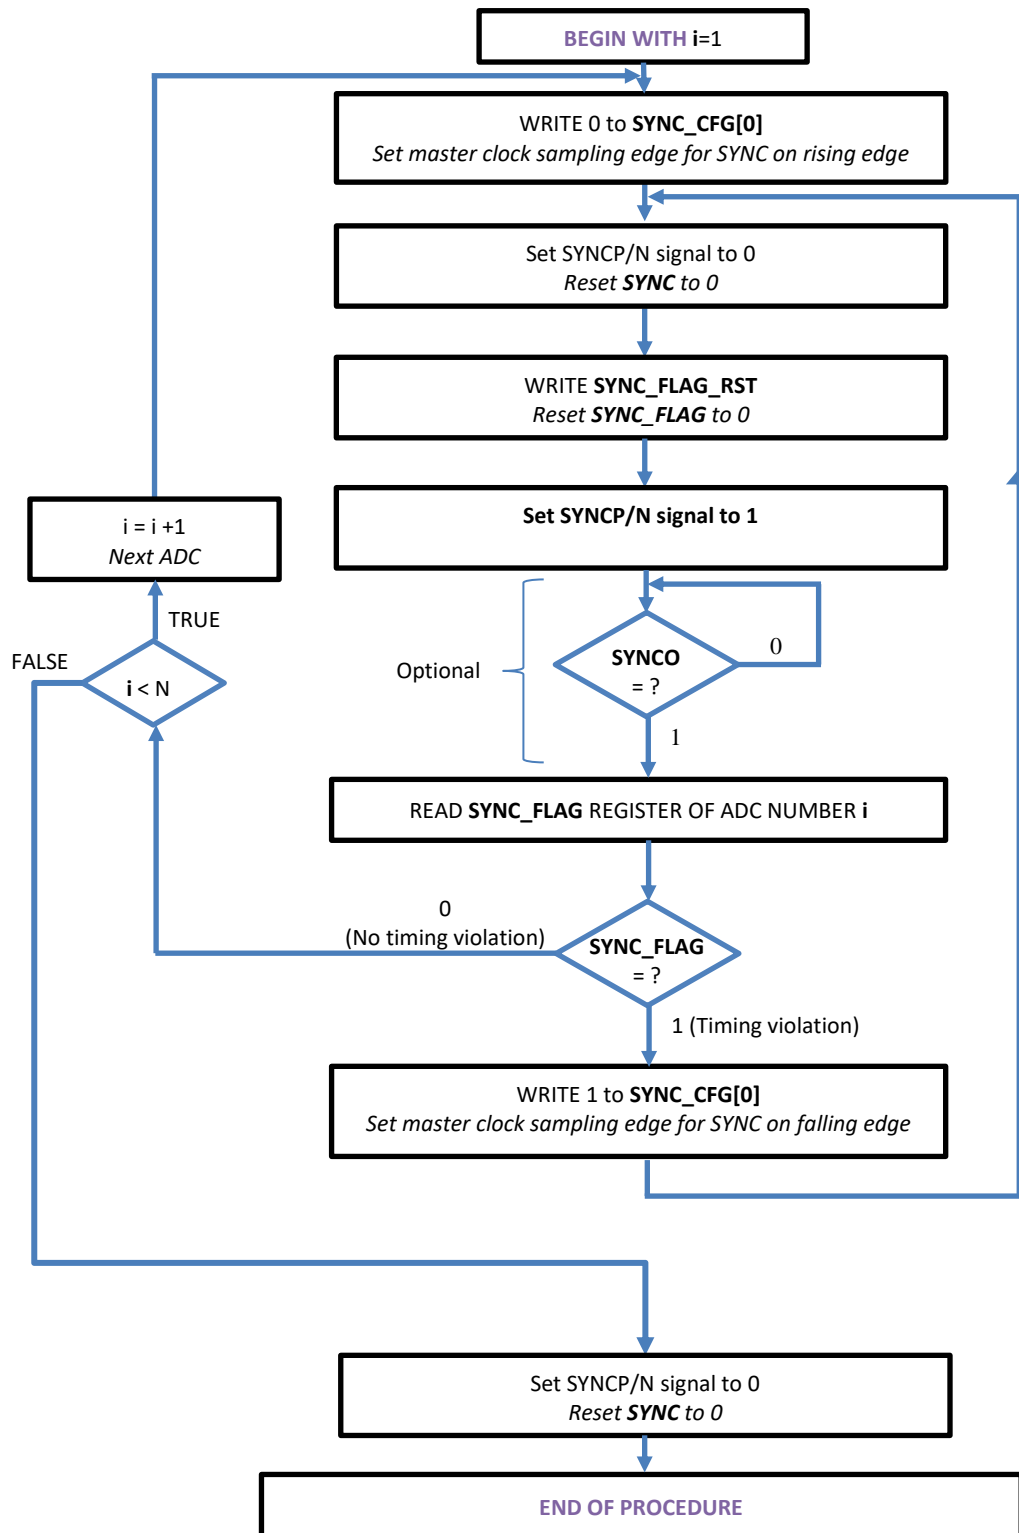 BEGIN WITH i=1
WRITE 0 to SYNC_CFG[0]
Set master clock sampling edge for SYNC on rising edge
Set SYNCP/N signal to 0
Reset SYNC to 0
WRITE SYNC_FLAG_RST
Reset SYNC_FLAG to 0
Set SYNCP/N signal to 1
i = i +1
Next ADC
TRUE
FALSE
i < N
Optional
SYNCO
= ?
0
1
READ SYNC_FLAG REGISTER OF ADC NUMBER i
0
(No timing violation)
SYNC_FLAG
= ?
1 (Timing violation)
WRITE 1 to SYNC_CFG[0]
Set master clock sampling edge for SYNC on falling edge
Set SYNCP/N signal to 0
Reset SYNC to 0
END OF PROCEDURE